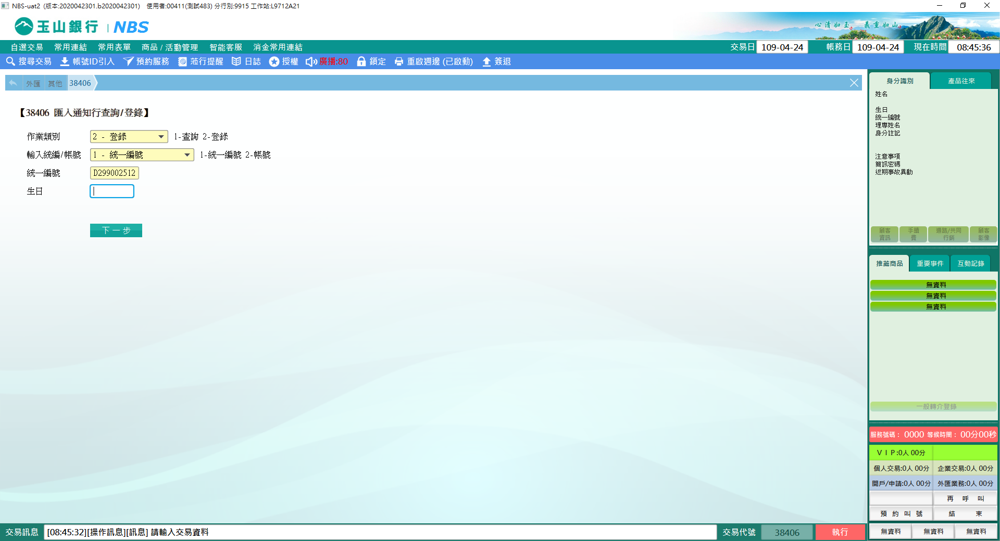 NBS-uat2 (版本:2020042301.b2020042301) 使用者:00411(測試483) 分行別:9915 工作站:L9712A21
玉山銀行 | NBS
心清如玉。 義重如山。
自選交易 常用連結 常用表單 商品 / 活動管理 智能客服 消金常用連結 交易日 109-04-24 帳務日 109-04-24 現在時間 08:45:36
搜尋交易 帳號ID引入 預約服務 蒞行提醒 日誌 授權 廣播:80 鎖定 重啟週邊 (已啟動) 簽退
外匯 其他 38406
【38406 匯入通知行查詢/登錄】
作業類別 2 - 登錄 1-查詢 2-登錄
輸入統編/帳號 1 - 統一編號 1-統一編號 2-帳號
統一編號 D299002512
生日
下一步
身分識別 產品往來
姓名
生日
統一編號
理專姓名
身分註記
注意事項
簡訊密碼
近期事故異動
顧客資訊 手續費 通路/共同行銷 顧客影像
推薦商品 重要事件 互動記錄
無資料
無資料
無資料
一般轉介登錄
服務號碼： 0000 等候時間： 00分00秒
ＶＩＰ:0人 00分
個人交易:0人 00分 企業交易:0人 00分
開戶/申請:0人 00分 外匯業務:0人 00分
再 呼 叫
預 約 叫 號 結 束
交易訊息 [08:45:32][操作訊息][訊息] 請輸入交易資料 交易代號 38406 執行
無資料 無資料 無資料